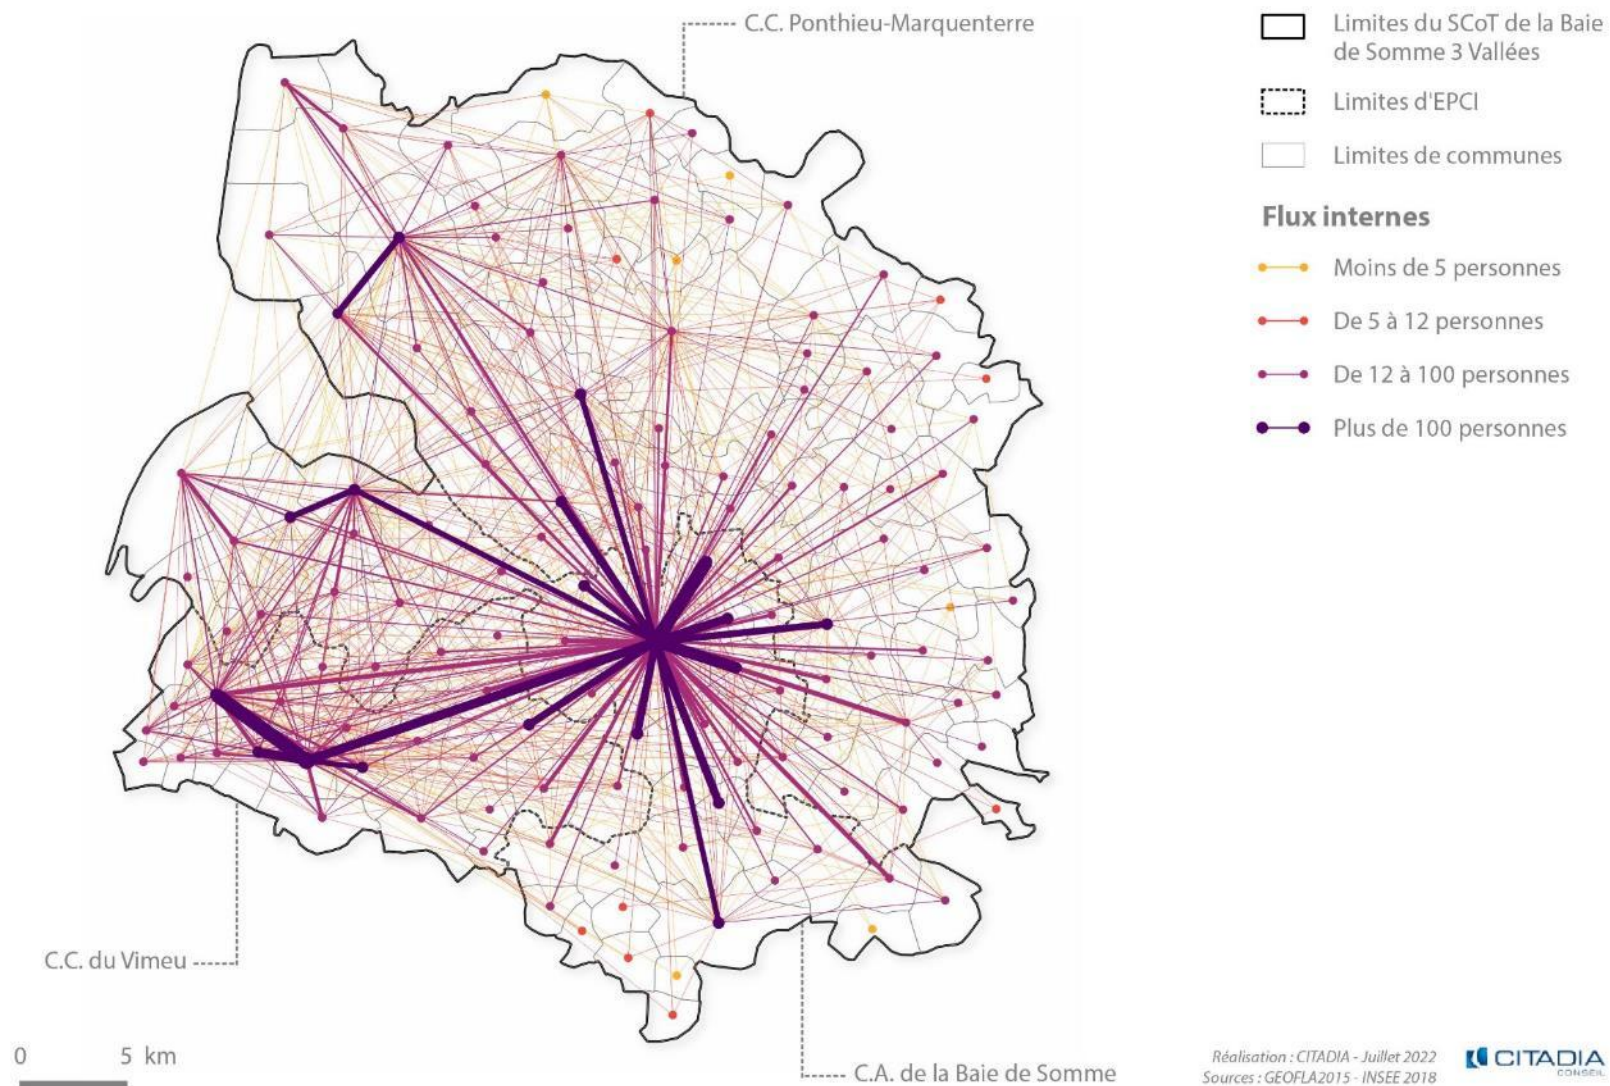 C.C. Ponthieu-Marquenterre
Limites du SCoT de la Baie
de Somme 3 Vallées
Limites d'EPCI
Limites de communes
Flux internes
Moins de 5 personnes
De 5 à 12 personnes
De 12 à 100 personnes
Plus de 100 personnes
C.C. du Vimeu
0 5 km
C.A. de la Baie de Somme
Réalisation : CITADIA - Juillet 2022
Sources : GEOFLA2015 - INSEE 2018
CITADIA
CONSEIL